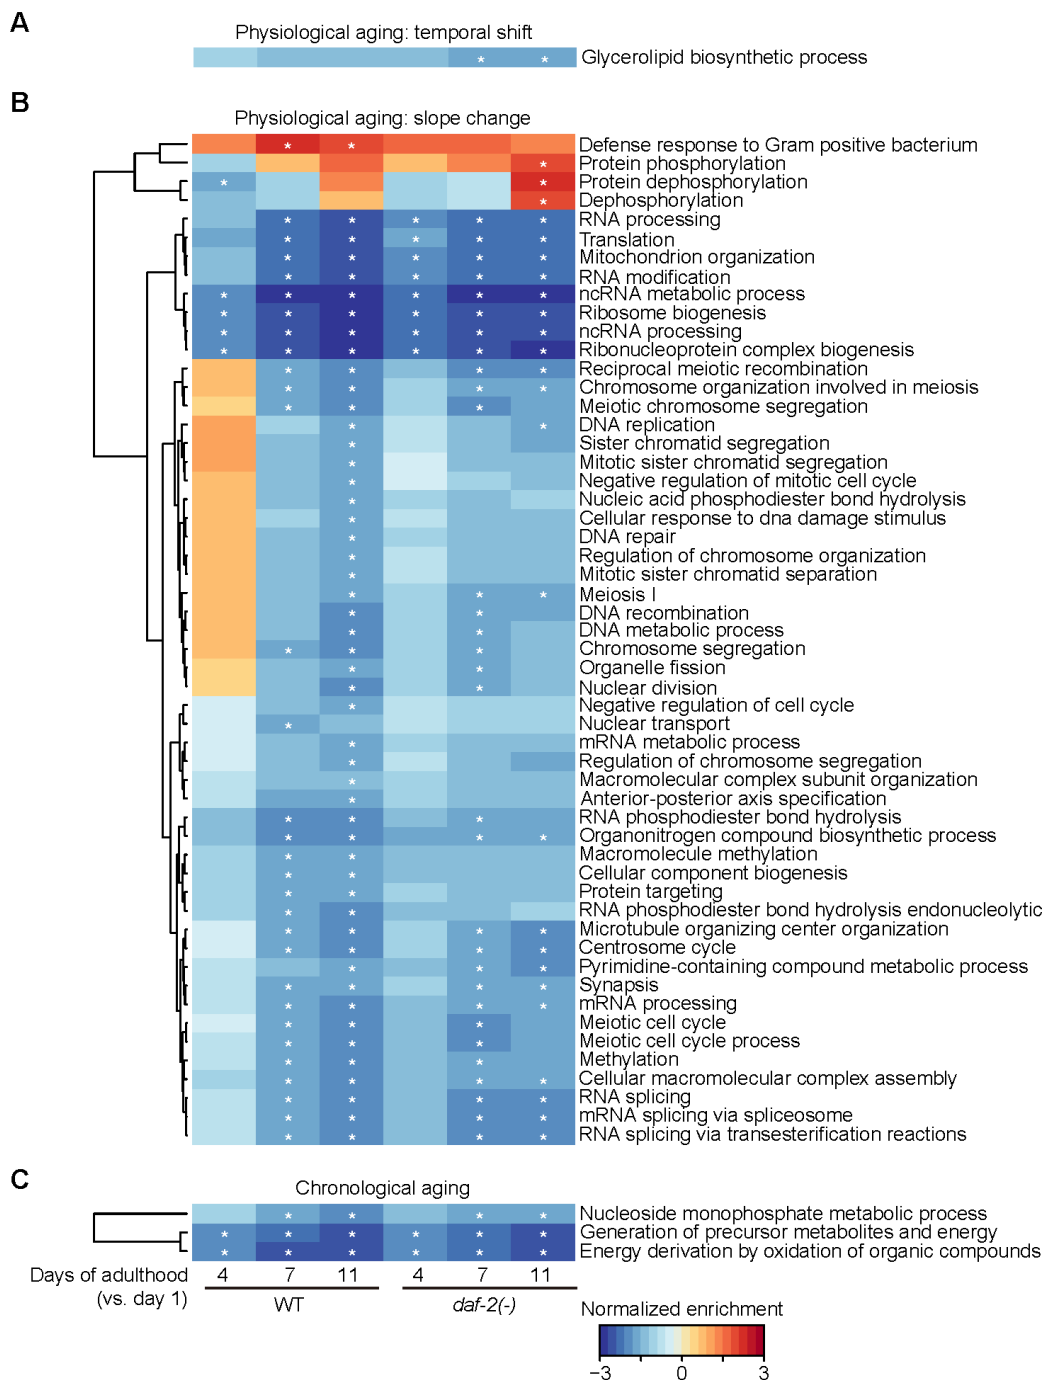 A
Physiological aging: temporal shift
* * Glycerolipid biosynthetic process
B
Physiological aging: slope change
* * Defense response to Gram positive bacterium
* Protein phosphorylation
* * Protein dephosphorylation
* Dephosphorylation
* * * * * RNA processing
* * * * * Translation
* * * * * Mitochondrion organization
* * * * * RNA modification
* * * * * * ncRNA metabolic process
* * * * * * Ribosome biogenesis
* * * * * * ncRNA processing
* * * * * * Ribonucleoprotein complex biogenesis
* * * * Reciprocal meiotic recombination
* * * * Chromosome organization involved in meiosis
* * * Meiotic chromosome segregation
* * DNA replication
* Sister chromatid segregation
* Mitotic sister chromatid segregation
* Negative regulation of mitotic cell cycle
* Nucleic acid phosphodiester bond hydrolysis
* Cellular response to dna damage stimulus
* DNA repair
* Regulation of chromosome organization
* Mitotic sister chromatid separation
* * * Meiosis I
* * DNA recombination
* * DNA metabolic process
* * * Chromosome segregation
* * Organelle fission
* * Nuclear division
* Negative regulation of cell cycle
* Nuclear transport
* mRNA metabolic process
* Regulation of chromosome segregation
* Macromolecular complex subunit organization
* Anterior-posterior axis specification
* * * RNA phosphodiester bond hydrolysis
* * * * Organonitrogen compound biosynthetic process
* * Macromolecule methylation
* * Cellular component biogenesis
* * Protein targeting
* * RNA phosphodiester bond hydrolysis endonucleolytic
* * * * Microtubule organizing center organization
* * * * Centrosome cycle
* * * Pyrimidine-containing compound metabolic process
* * * * Synapsis
* * * * mRNA processing
* * * Meiotic cell cycle
* * * Meiotic cell cycle process
* * * Methylation
* * * * Cellular macromolecular complex assembly
* * * * RNA splicing
* * * * mRNA splicing via spliceosome
* * * * RNA splicing via transesterification reactions
C
Chronological aging
* * * * Nucleoside monophosphate metabolic process
* * * * * * Generation of precursor metabolites and energy
* * * * * * Energy derivation by oxidation of organic compounds
Days of adulthood 4 7 11 4 7 11
(vs. day 1) WT daf-2(-)
Normalized enrichment
−3 0 3